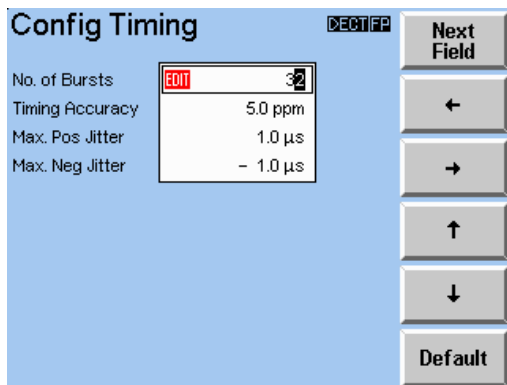 Config Timing DECT FP
No. of Bursts EDIT 32
Timing Accuracy 5.0 ppm
Max. Pos Jitter 1.0 µs
Max. Neg Jitter - 1.0 µs
Next
Field
←
→
↑
↓
Default